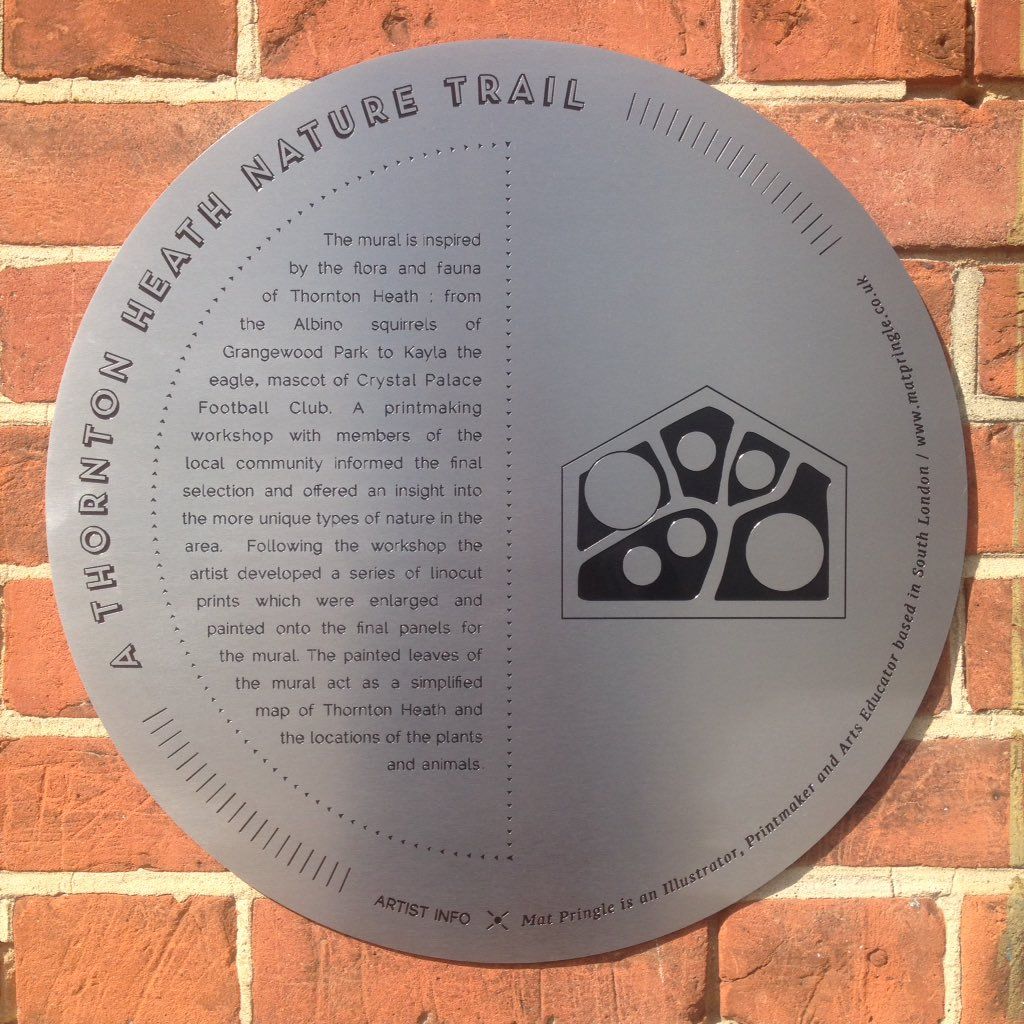 A THORNTON HEATH NATURE TRAIL
The mural is inspired
by the flora and fauna
of Thornton Heath : from
the Albino squirrels of
Grangewood Park to Kayla the
eagle, mascot of Crystal Palace
Football Club. A printmaking
workshop with members of the
local community informed the final
selection and offered an insight into
the more unique types of nature in the
area. Following the workshop the
artist developed a series of linocut
prints which were enlarged and
painted onto the final panels for
the mural. The painted leaves of
the mural act as a simplified
map of Thornton Heath and
the locations of the plants
and animals.
ARTIST INFO
Mat Pringle is an Illustrator, Printmaker and Arts Educator based in South London / www.matpringle.co.uk